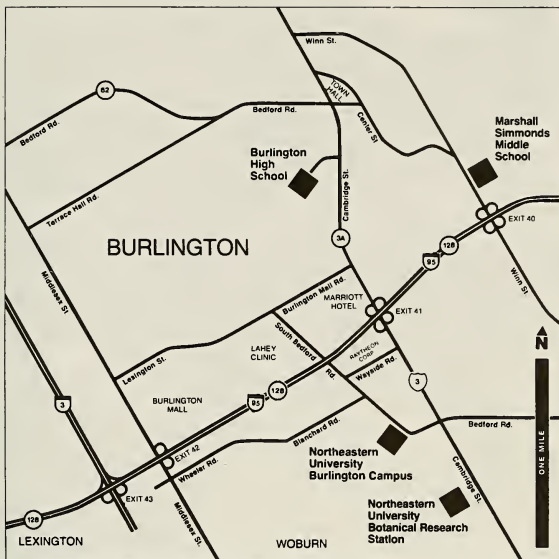 Winn St.
TOWN
HALL
62
Bedford Rd.
Bedford Rd.
Center St.
Marshall
Simmonds
Middle
School
Burlington
High
School
Cambridge St.
Terrace Hall Rd.
EXIT 40
3A
128
95
BURLINGTON
Winn St.
Middlesex St.
Burlington Mall Rd.
MARRIOTT
HOTEL
EXIT 41
South Bedford
Rd.
LAHEY
CLINIC
RAYTHEON
CORP
Lexington St.
Wayside Rd.
N
3
3
128
95
BURLINGTON
MALL
Bedford Rd.
ONE MILE
EXIT 42
Blanchard Rd.
Wheeler Rd.
Northeastern
University
Burlington Campus
Cambridge St.
EXIT 43
Northeastern
University
Botanical Research
Station
128
Middlesex St.
LEXINGTON
WOBURN